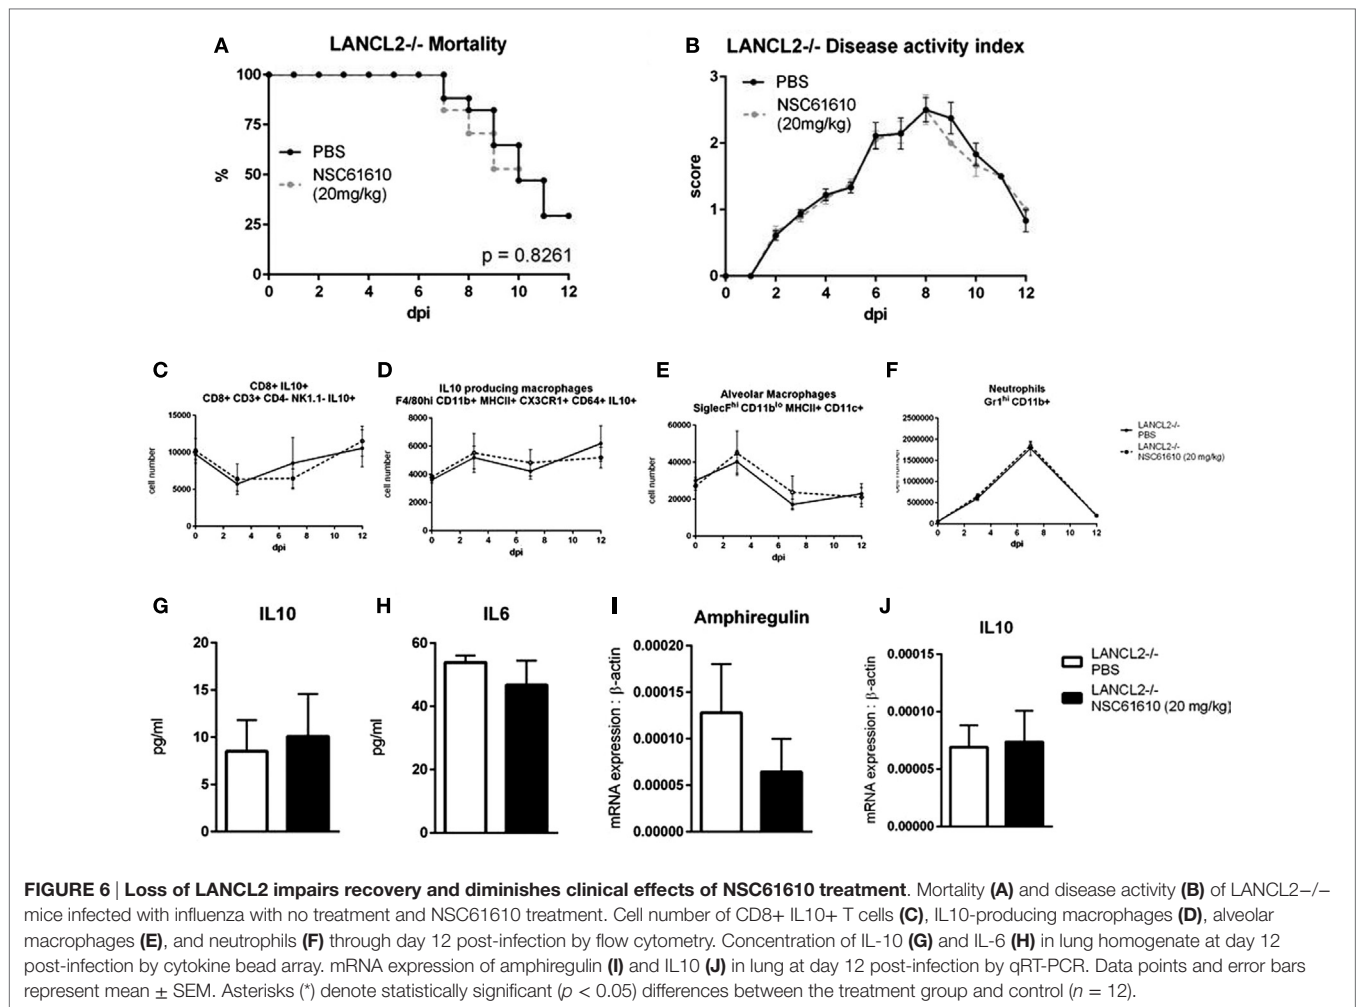 A
LANCL2-/- Mortality
100
75
50
25
0
%
PBS
NSC61610
(20mg/kg)
p = 0.8261
0 2 4 6 8 10 12
dpi
B
LANCL2-/- Disease activity index
3
2
1
0
score
PBS
NSC61610
(20mg/kg)
0 2 4 6 8 10 12
dpi
C
CD8+ IL10+
CD8+ CD3+ CD4- NK1.1- IL10+
15000
10000
5000
0
cell number
0 2 4 6 8 10 12
dpi
D
IL10 producing macrophages
F4/80hi CD11b+ MHCII+ CX3CR1+ CD64+ IL10+
8000
6000
4000
2000
0
cell number
0 2 4 6 8 10 12
dpi
E
Alveolar Macrophages
SiglecFhi CD11blo MHCII+ CD11c+
60000
40000
20000
0
cell number
0 2 4 6 8 10 12
dpi
F
Neutrophils
Gr1hi CD11b+
2500000
2000000
1500000
1000000
500000
0
cell number
0 2 4 6 8 10 12
dpi
LANCL2-/-
PBS
LANCL2-/-
NSC61610 (20 mg/kg)
G
IL10
20
15
10
5
0
pg/ml
H
IL6
60
40
20
0
pg/ml
I
Amphiregulin
0.00020
0.00015
0.00010
0.00005
0.00000
mRNA expression : β-actin
J
IL10
0.00015
0.00010
0.00005
0.00000
mRNA expression : β-actin
LANCL2-/-
PBS
LANCL2-/-
NSC61610 (20 mg/kg)
FIGURE 6 | Loss of LANCL2 impairs recovery and diminishes clinical effects of NSC61610 treatment. Mortality (A) and disease activity (B) of LANCL2−/−
mice infected with influenza with no treatment and NSC61610 treatment. Cell number of CD8+ IL10+ T cells (C), IL10-producing macrophages (D), alveolar
macrophages (E), and neutrophils (F) through day 12 post-infection by flow cytometry. Concentration of IL-10 (G) and IL-6 (H) in lung homogenate at day 12
post-infection by cytokine bead array. mRNA expression of amphiregulin (I) and IL10 (J) in lung at day 12 post-infection by qRT-PCR. Data points and error bars
represent mean ± SEM. Asterisks (*) denote statistically significant (p < 0.05) differences between the treatment group and control (n = 12).